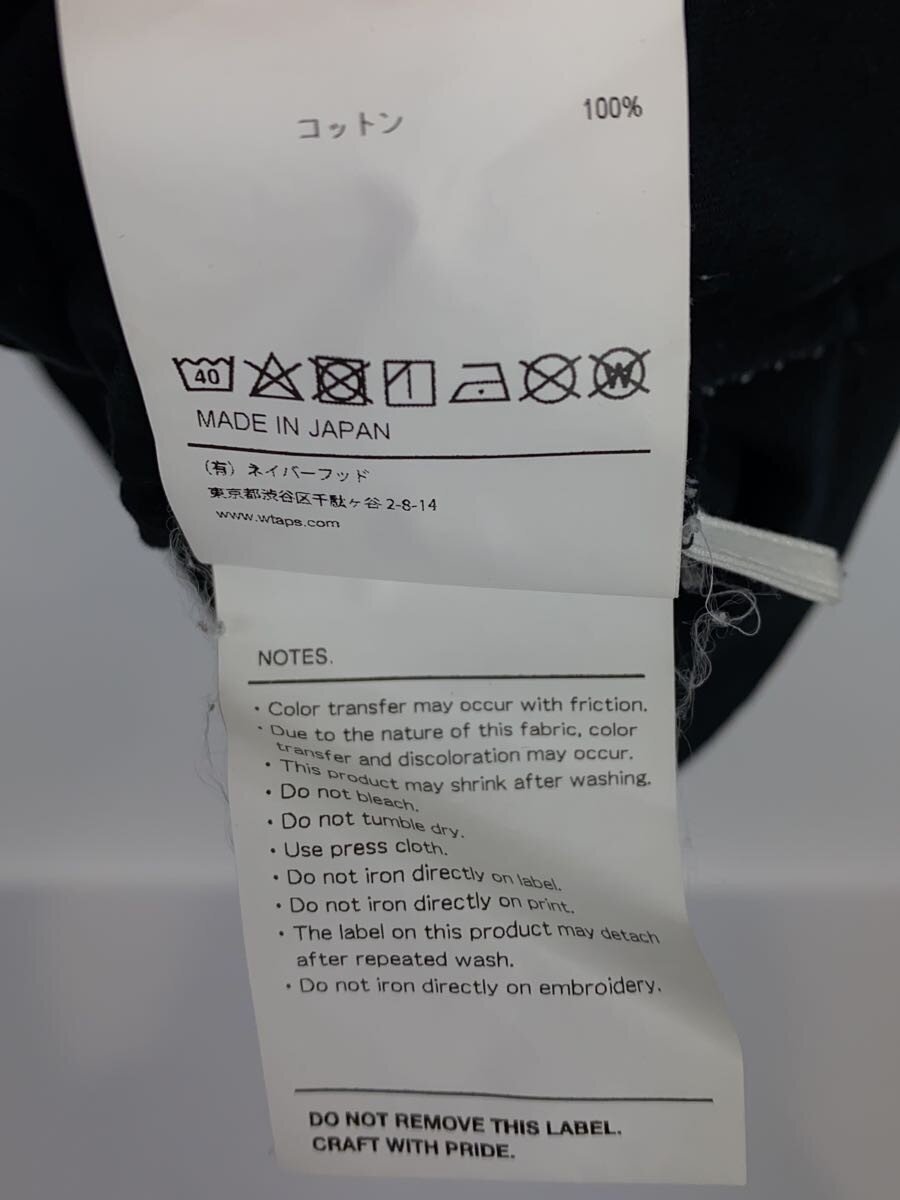 コットン 100%
40
W
MADE IN JAPAN
(有) ネイバーフッド
東京都渋谷区千駄ヶ谷 2-8-14
www.wtaps.com
NOTES.
・Color transfer may occur with friction.
・Due to the nature of this fabric, color
transfer and discoloration may occur.
・This product may shrink after washing.
・Do not bleach.
・Do not tumble dry.
・Use press cloth.
・Do not iron directly on label.
・Do not iron directly on print.
・The label on this product may detach
after repeated wash.
・Do not iron directly on embroidery.
DO NOT REMOVE THIS LABEL.
CRAFT WITH PRIDE.